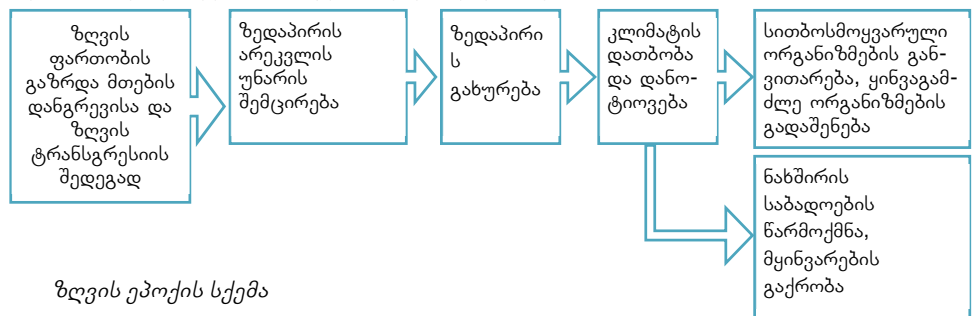 ზღვის
ფართობის
გაზრდა მთების
დანგრევისა და
ზღვის
ტრანსგრესიის
შედეგად
ზედაპირის
არეკვლის
უნარის
შემცირება
ზედაპირი
ს
გახურება
კლიმატის
დათბობა
და დანო-
ტიოვება
სითბოსმოყვარული
ორგანიზმების გან-
ვითარება, ყინვაგამ-
ძლე ორგანიზმების
გადაშენება
ნახშირის
საბადოების
წარმოქმნა,
მყინვარების
გაქრობა
ზღვის ეპოქის სქემა